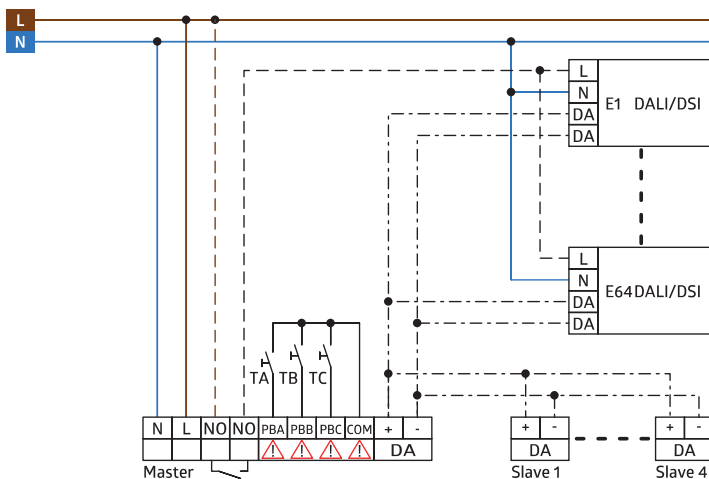 L
N
L
N
DA
DA
E1 DALI/DSI
L
N
DA
DA
E64 DALI/DSI
TA TB TC
N L NO NO PBA PBB PBC COM + -
! ! ! ! DA
Master
+ -
DA
Slave 1
+ -
DA
Slave 4